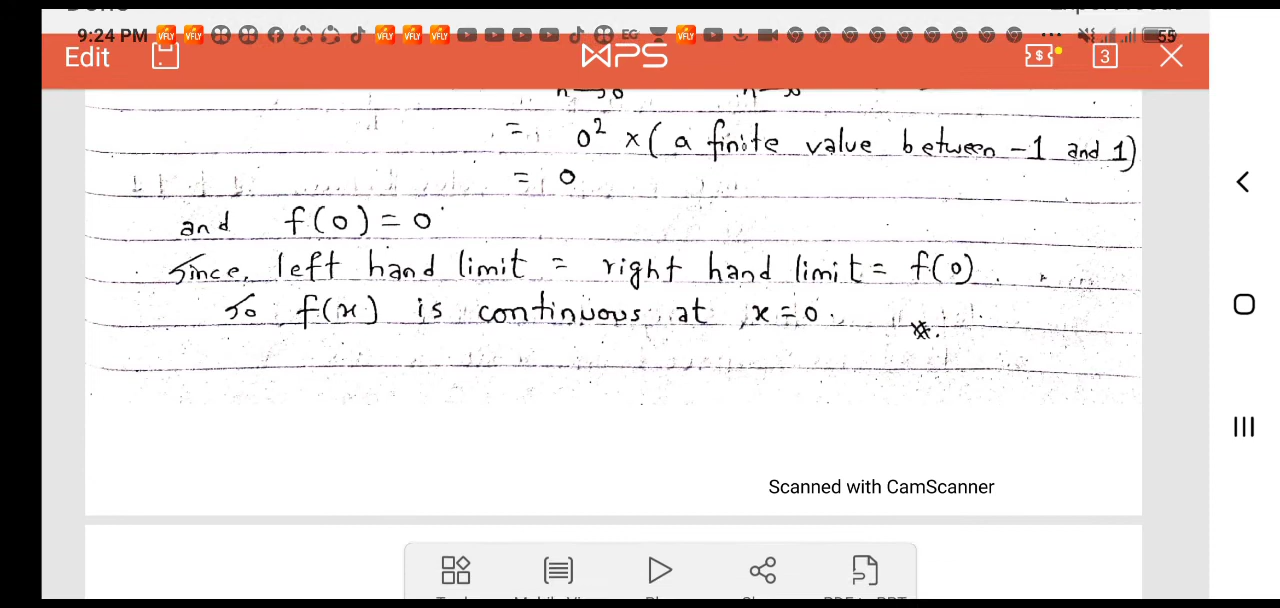 9:24 PM 55
Edit WPS $ 3
= 0² × (a finite value between -1 and 1)
= 0
and f(0) = 0
Since, left hand limit = right hand limit = f(0).
So f(x) is continuous at x = 0.
Scanned with CamScanner